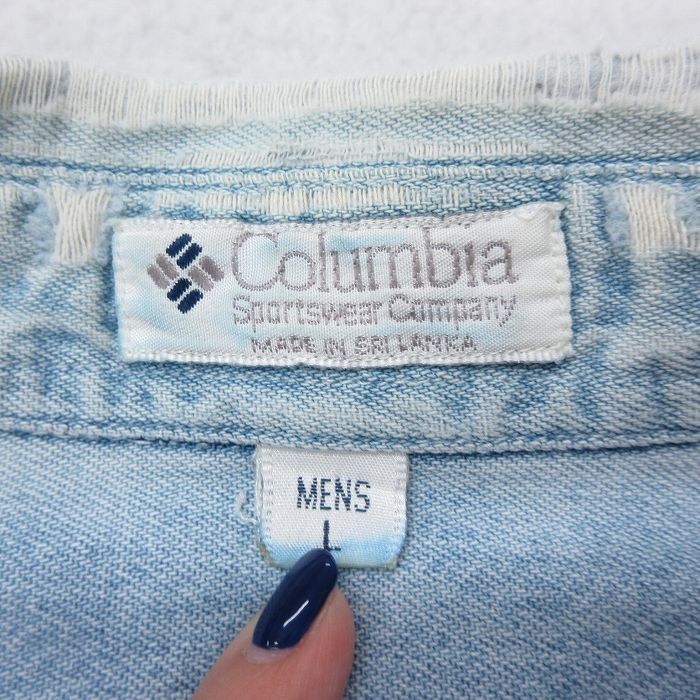 Columbia
Sportswear Company
MADE IN SRI LANKA
MENS
L